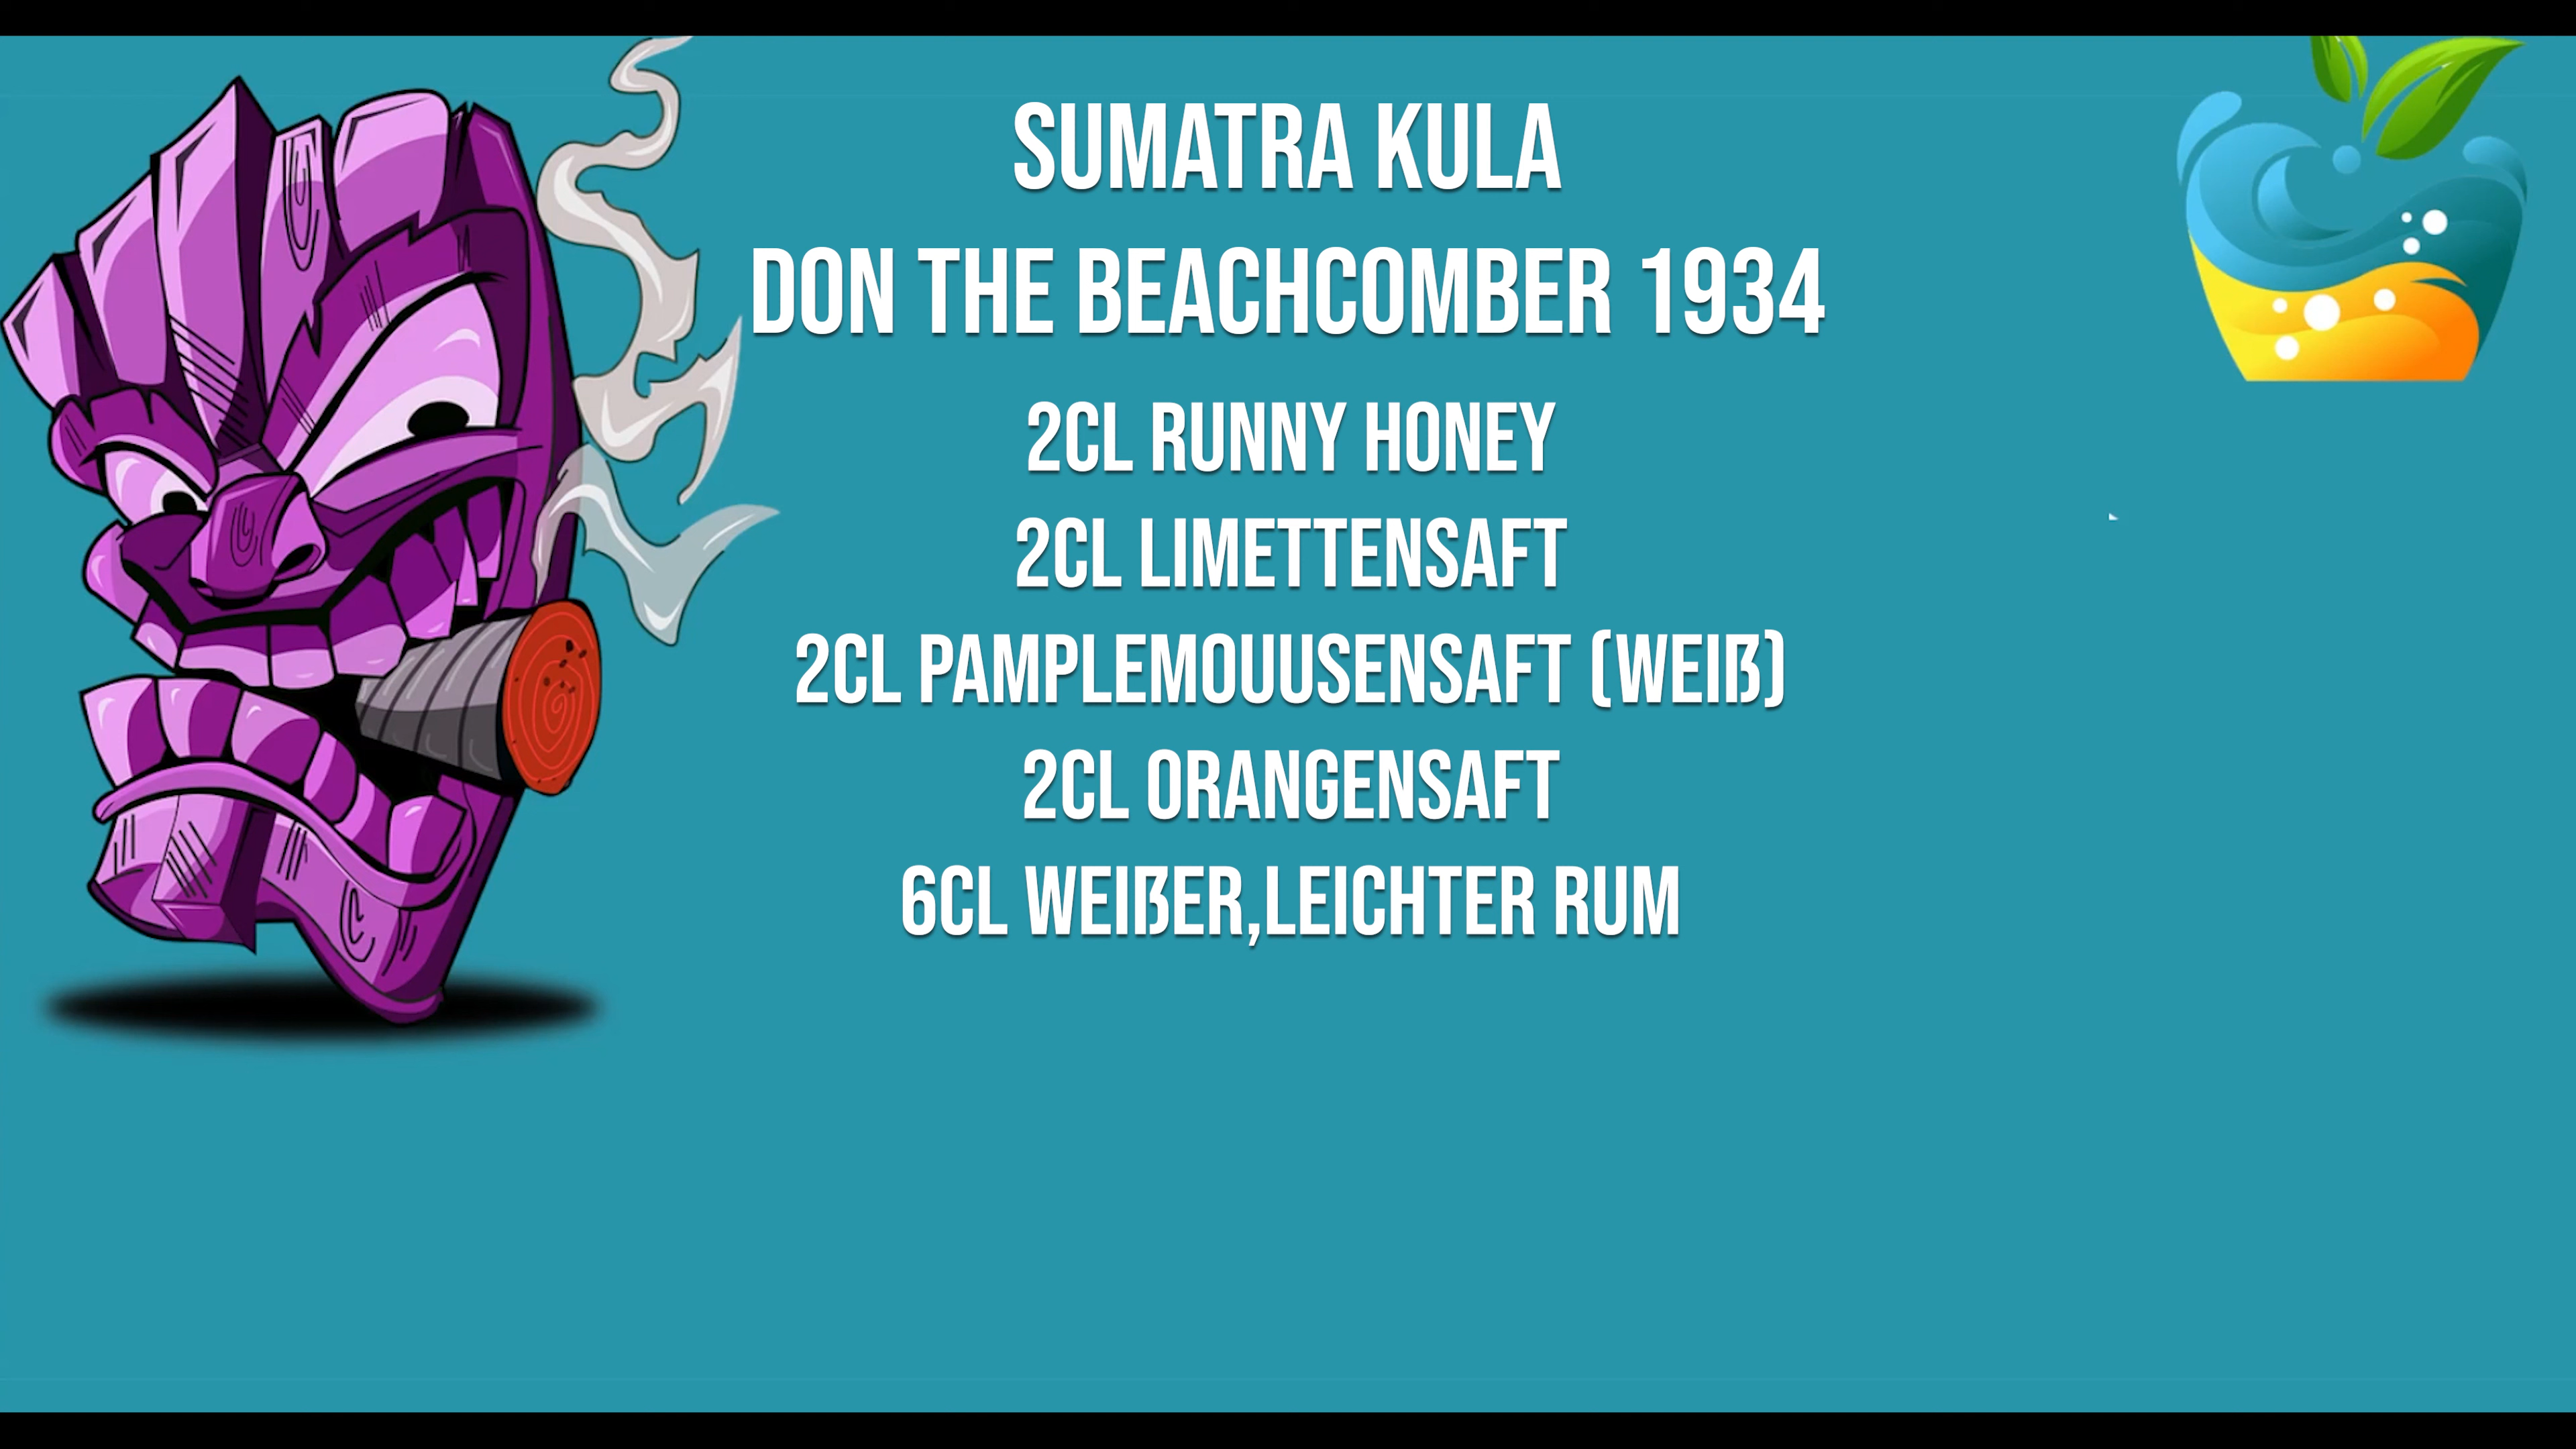 SUMATRA KULA
DON THE BEACHCOMBER 1934
2CL RUNNY HONEY
2CL LIMETTENSAFT
2CL PAMPLEMOUUSENSAFT (WEIß)
2CL ORANGENSAFT
6CL WEIßER,LEICHTER RUM